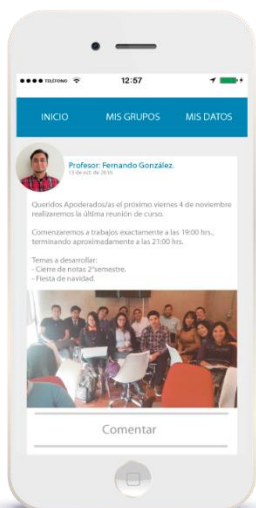 TELÉFONO 12:57
INICIO MIS GRUPOS MIS DATOS
Profesor: Fernando González.
13 de oct de 2016
Queridos Apoderados/as el próximo viernes 4 de noviembre
realizaremos la última reunión de curso.
Comenzaremos a trabajos exactamente a las 19:00 hrs.,
terminando aproximadamente a las 21:00 hrs.
Temas a desarrollar:
- Cierre de notas 2°semestre.
- Fiesta de navidad.
Comentar